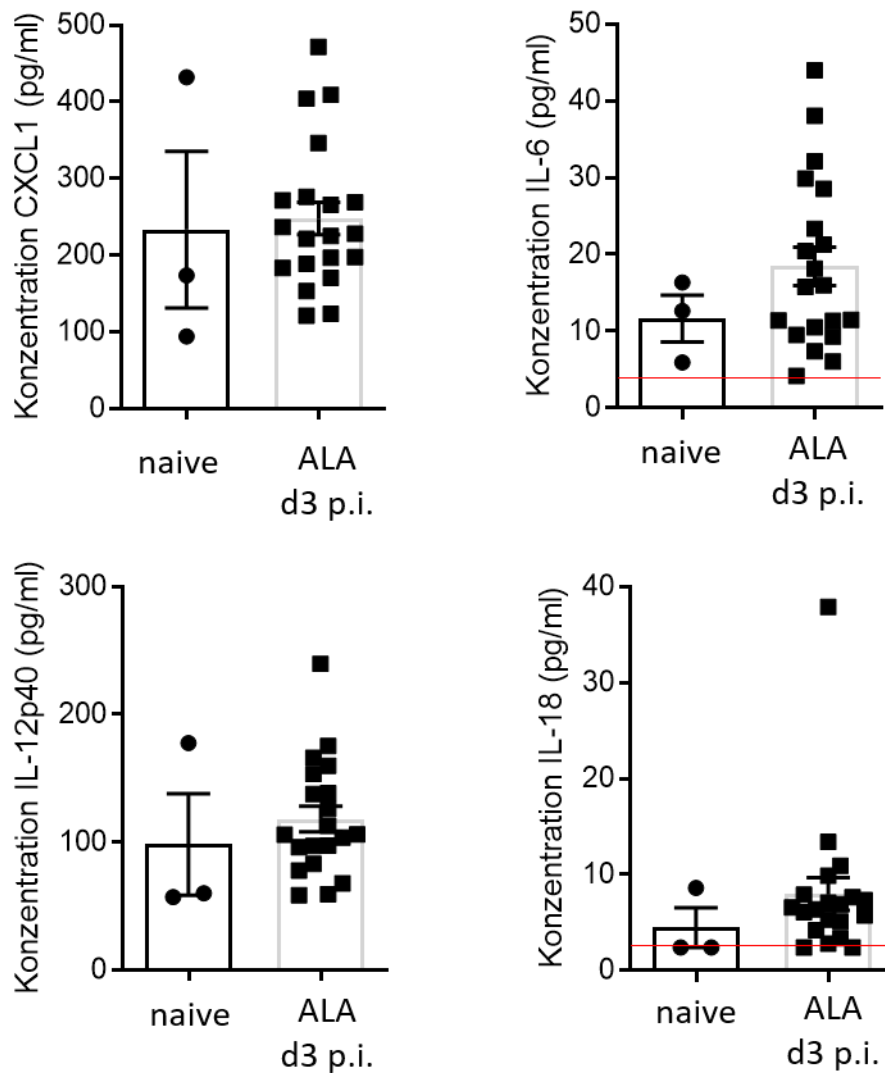 Konzentration CXCL1 (pg/ml)
500
400
300
200
100
0
naive
ALA
d3 p.i.
Konzentration IL-6 (pg/ml)
50
40
30
20
10
0
naive
ALA
d3 p.i.
Konzentration IL-12p40 (pg/ml)
300
200
100
0
naive
ALA
d3 p.i.
Konzentration IL-18 (pg/ml)
40
30
20
10
0
naive
ALA
d3 p.i.